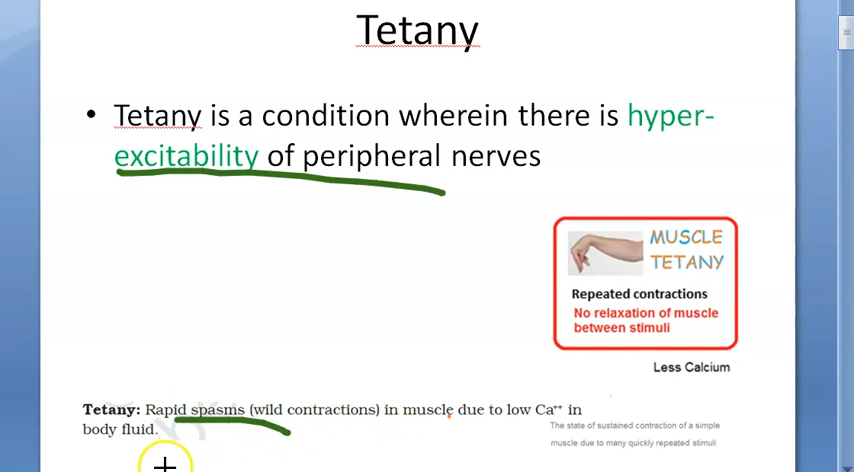 Tetany
• Tetany is a condition wherein there is hyper-
excitability of peripheral nerves
MUSCLE
TETANY
Repeated contractions
No relaxation of muscle
between stimuli
Less Calcium
Tetany: Rapid spasms (wild contractions) in muscle due to low Ca⁺⁺ in
body fluid.
The state of sustained contraction of a simple
muscle due to many quickly repeated stimuli